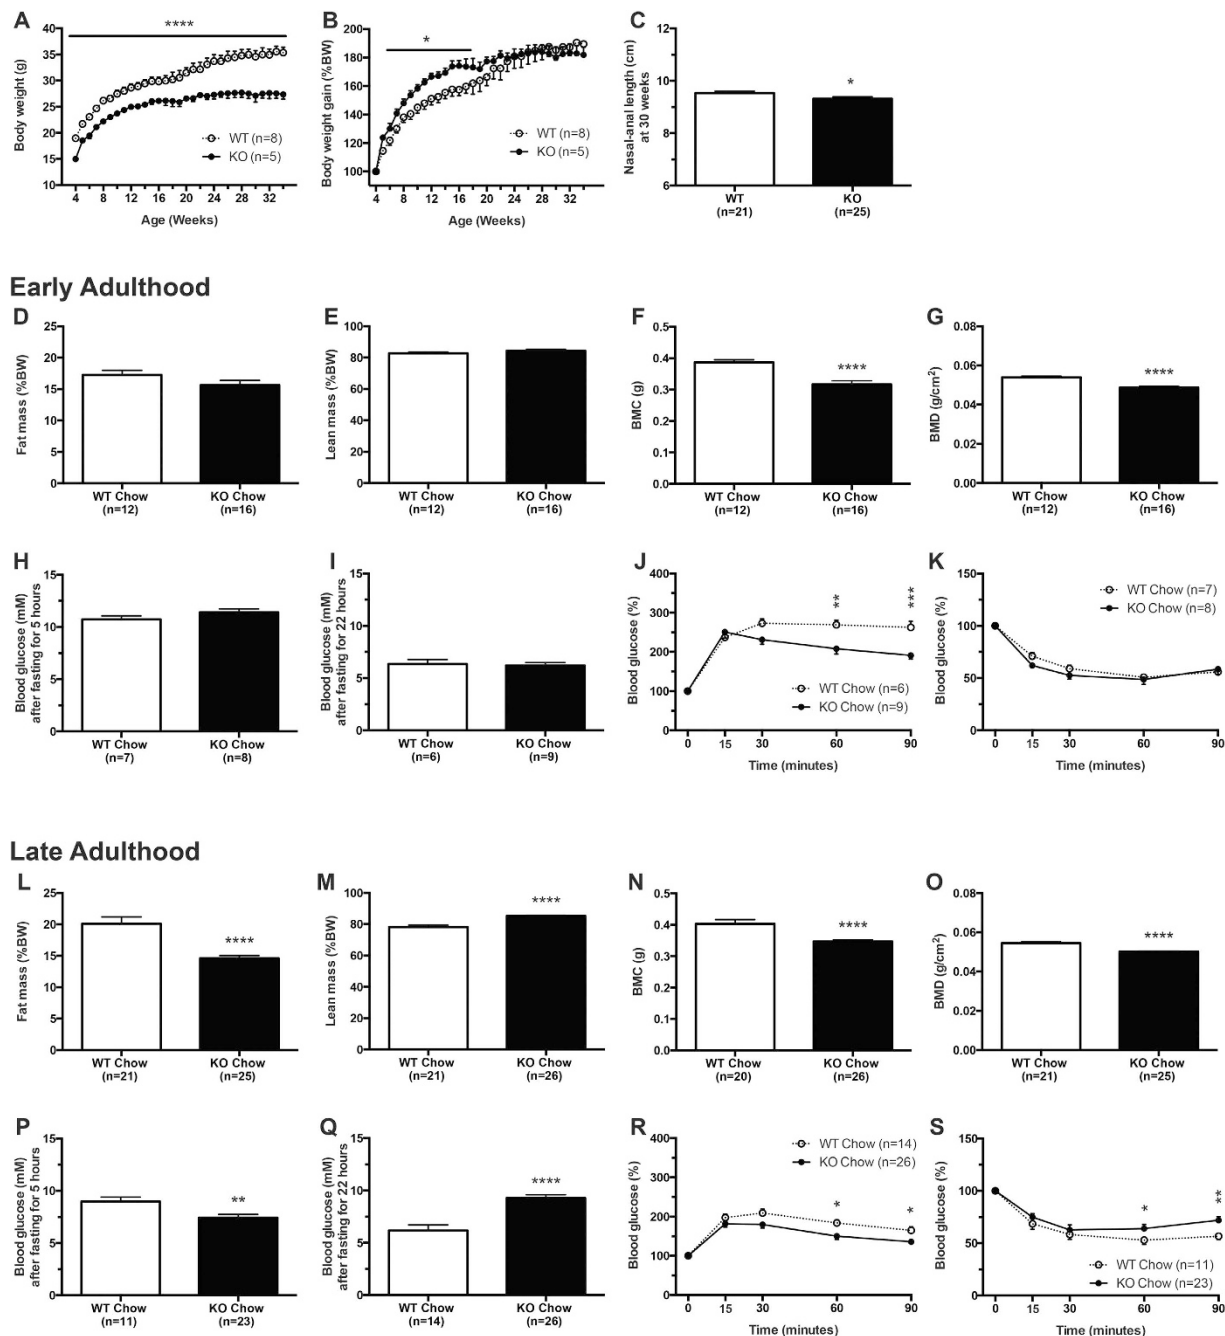 A
****
Body weight (g)
40
35
30
25
20
15
10
WT (n=8)
KO (n=5)
4 8 12 16 20 24 28 32
Age (Weeks)
B
*
Body weight gain (%BW)
200
180
160
140
120
100
WT (n=8)
KO (n=5)
4 8 12 16 20 24 28 32
Age (Weeks)
C
Nasal-anal length (cm)
at 30 weeks
12
10
8
6
*
WT KO
(n=21) (n=25)
Early Adulthood
D
Fat mass (%BW)
25
20
15
10
5
0
WT Chow KO Chow
(n=12) (n=16)
E
Lean mass (%BW)
100
80
60
40
20
0
WT Chow KO Chow
(n=12) (n=16)
F
BMC (g)
0.5
0.4
0.3
0.2
0.1
0.0
****
WT Chow KO Chow
(n=12) (n=16)
G
BMD (g/cm²)
0.08
0.06
0.04
0.02
0.00
****
WT Chow KO Chow
(n=12) (n=16)
H
Blood glucose (mM)
after fasting for 5 hours
15
10
5
0
WT Chow KO Chow
(n=7) (n=8)
I
Blood glucose (mM)
after fasting for 22 hours
15
10
5
0
WT Chow KO Chow
(n=6) (n=9)
J
Blood glucose (%)
400
300
200
100
0
**
***
WT Chow (n=6)
KO Chow (n=9)
0 15 30 60 90
Time (minutes)
K
Blood glucose (%)
150
100
50
0
WT Chow (n=7)
KO Chow (n=8)
0 15 30 60 90
Time (minutes)
Late Adulthood
L
Fat mass (%BW)
25
20
15
10
5
0
****
WT Chow KO Chow
(n=21) (n=25)
M
Lean mass (%BW)
100
80
60
40
20
0
****
WT Chow KO Chow
(n=21) (n=26)
N
BMC (g)
0.5
0.4
0.3
0.2
0.1
0.0
****
WT Chow KO Chow
(n=20) (n=26)
O
BMD (g/cm²)
0.08
0.06
0.04
0.02
0.00
****
WT Chow KO Chow
(n=21) (n=25)
P
Blood glucose (mM)
after fasting for 5 hours
15
10
5
0
**
WT Chow KO Chow
(n=11) (n=23)
Q
Blood glucose (mM)
after fasting for 22 hours
15
10
5
0
****
WT Chow KO Chow
(n=14) (n=26)
R
Blood glucose (%)
400
300
200
100
0
WT Chow (n=14)
KO Chow (n=26)
*
*
0 15 30 60 90
Time (minutes)
S
Blood glucose (%)
150
100
50
0
*
**
WT Chow (n=11)
KO Chow (n=23)
0 15 30 60 90
Time (minutes)